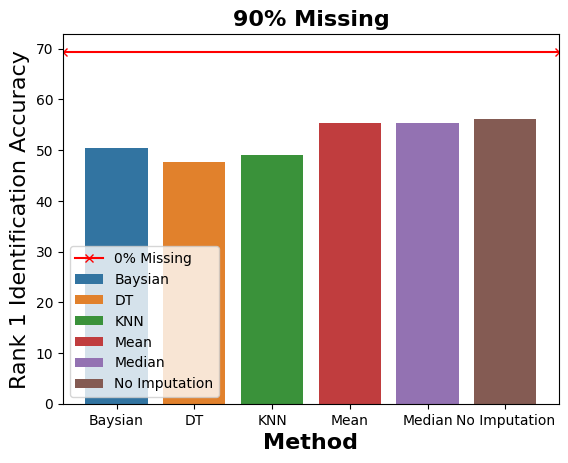 90% Missing
Rank 1 Identification Accuracy
70
60
50
40
30
20
10
0
0% Missing
Baysian
DT
KNN
Mean
Median
No Imputation
Baysian DT KNN Mean Median No Imputation
Method